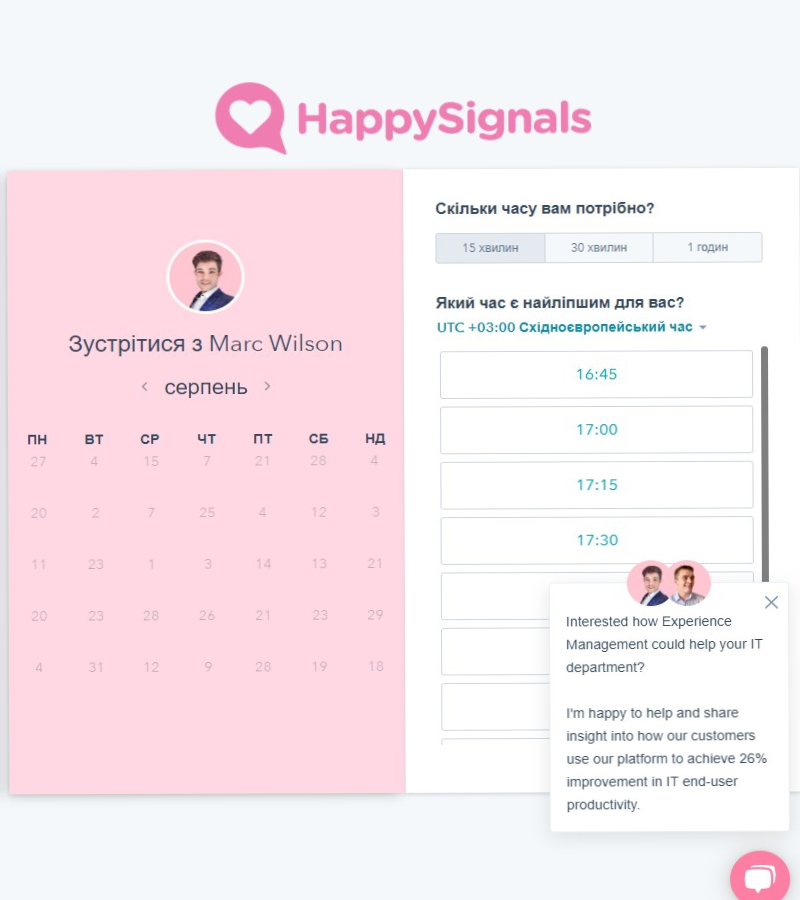 HappySignals
Зустрітися з Marc Wilson
серпень
ПН ВТ СР ЧТ ПТ СБ НД
27 4 15 7 21 28 4
20 2 7 25 4 12 3
11 23 1 3 14 13 21
20 23 28 26 21 23 29
4 31 12 9 28 19 18
Скільки часу вам потрібно?
15 хвилин 30 хвилин 1 годин
Який час є найліпшим для вас?
UTC +03:00 Східноєвропейський час
16:45
17:00
17:15
17:30
Interested how Experience
Management could help your IT
department?
I'm happy to help and share
insight into how our customers
use our platform to achieve 26%
improvement in IT end-user
productivity.